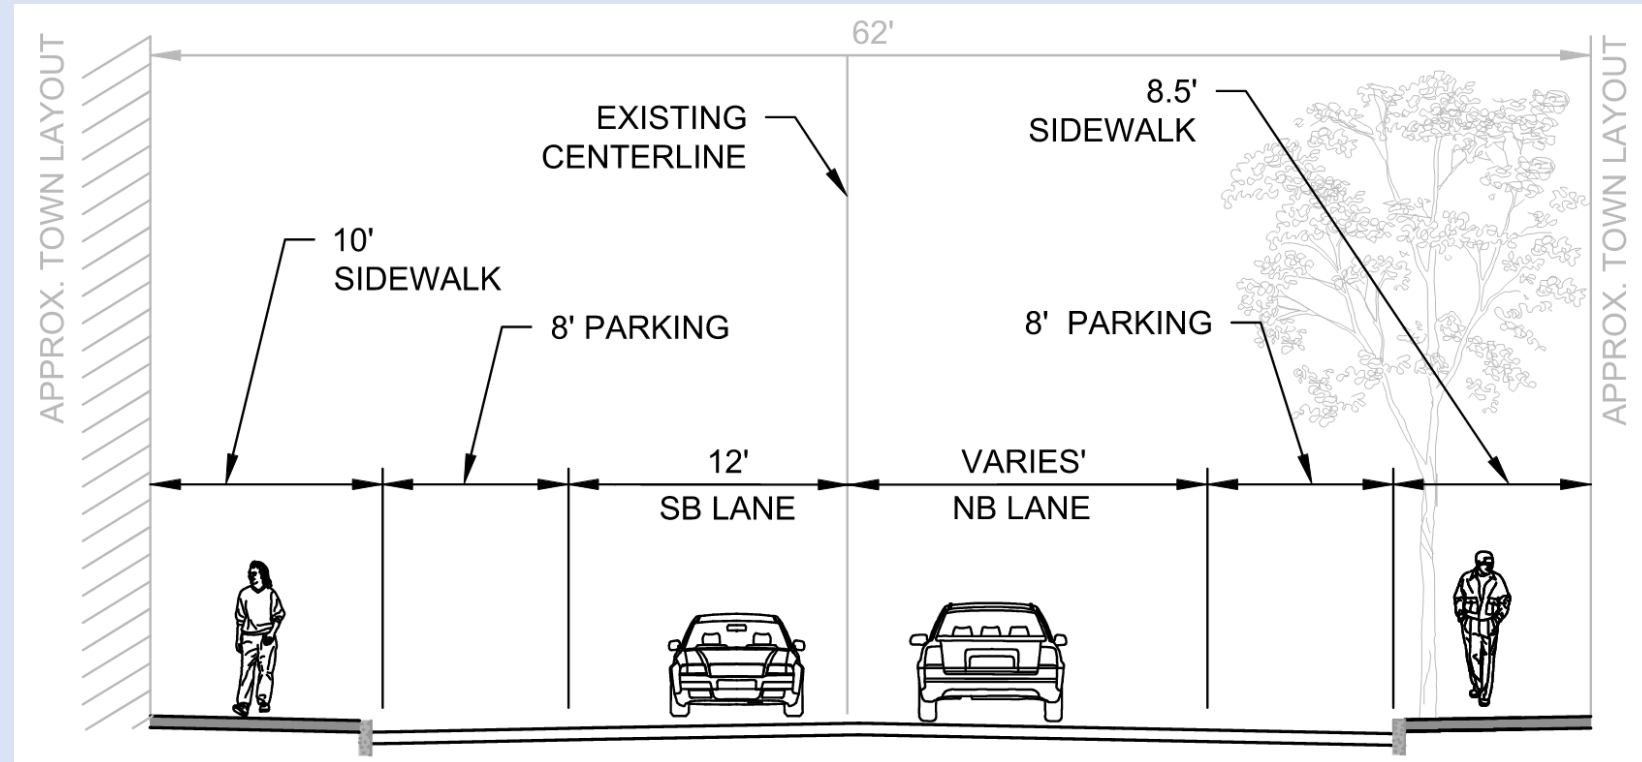 62'
APPROX. TOWN LAYOUT
EXISTING
CENTERLINE
8.5'
SIDEWALK
APPROX. TOWN LAYOUT
10'
SIDEWALK
8' PARKING
8' PARKING
12'
SB LANE
VARIES'
NB LANE